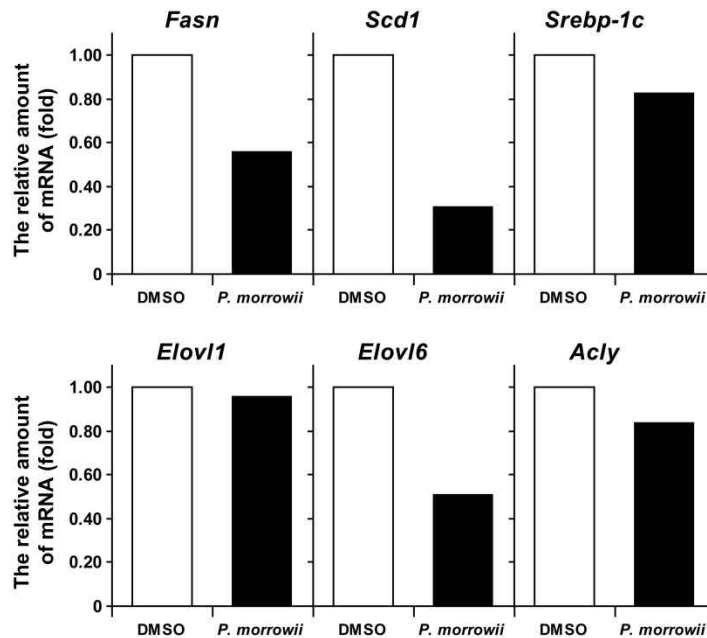 Fasn Scd1 Srebp-1c
The relative amount
of mRNA (fold)
1.00
0.80
0.60
0.40
0.20
0
DMSO P. morrowii DMSO P. morrowii DMSO P. morrowii
Elovl1 Elovl6 Acly
The relative amount
of mRNA (fold)
1.00
0.80
0.60
0.40
0.20
0
DMSO P. morrowii DMSO P. morrowii DMSO P. morrowii